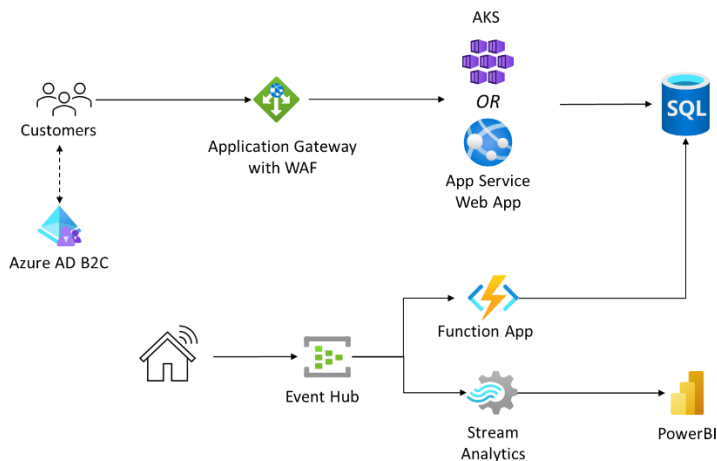 AKS
OR
SQL
Customers
Application Gateway
with WAF
App Service
Web App
Azure AD B2C
Function App
Event Hub
Stream
Analytics
PowerBI